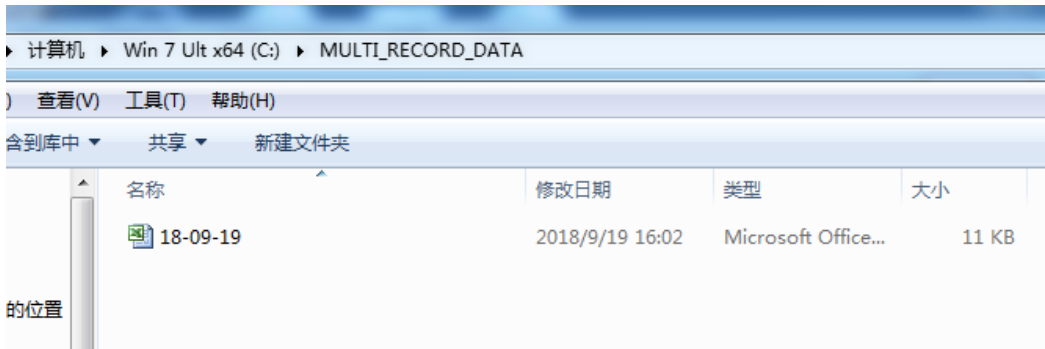 计算机 ▸ Win 7 Ult x64 (C:) ▸ MULTI_RECORD_DATA
) 查看(V) 工具(T) 帮助(H)
含到库中 共享 新建文件夹
名称 修改日期 类型 大小
18-09-19 2018/9/19 16:02 Microsoft Office... 11 KB
的位置